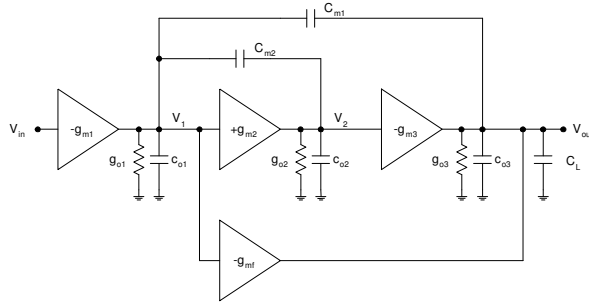 C_m1
C_m2
V_in
-g_m1
V_1
+g_m2
V_2
-g_m3
V_ou
g_o1
c_o1
g_o2
c_o2
g_o3
c_o3
C_L
-g_mf